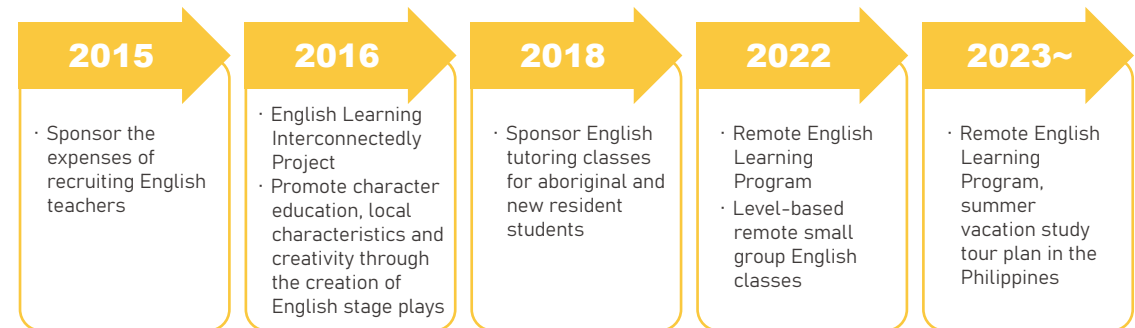 2015
· Sponsor the
expenses of
recruiting English
teachers
2016
· English Learning
Interconnectedly
Project
· Promote character
education, local
characteristics and
creativity through
the creation of
English stage plays
2018
· Sponsor English
tutoring classes
for aboriginal and
new resident
students
2022
· Remote English
Learning
Program
· Level-based
remote small
group English
classes
2023~
· Remote English
Learning
Program,
summer
vacation study
tour plan in the
Philippines